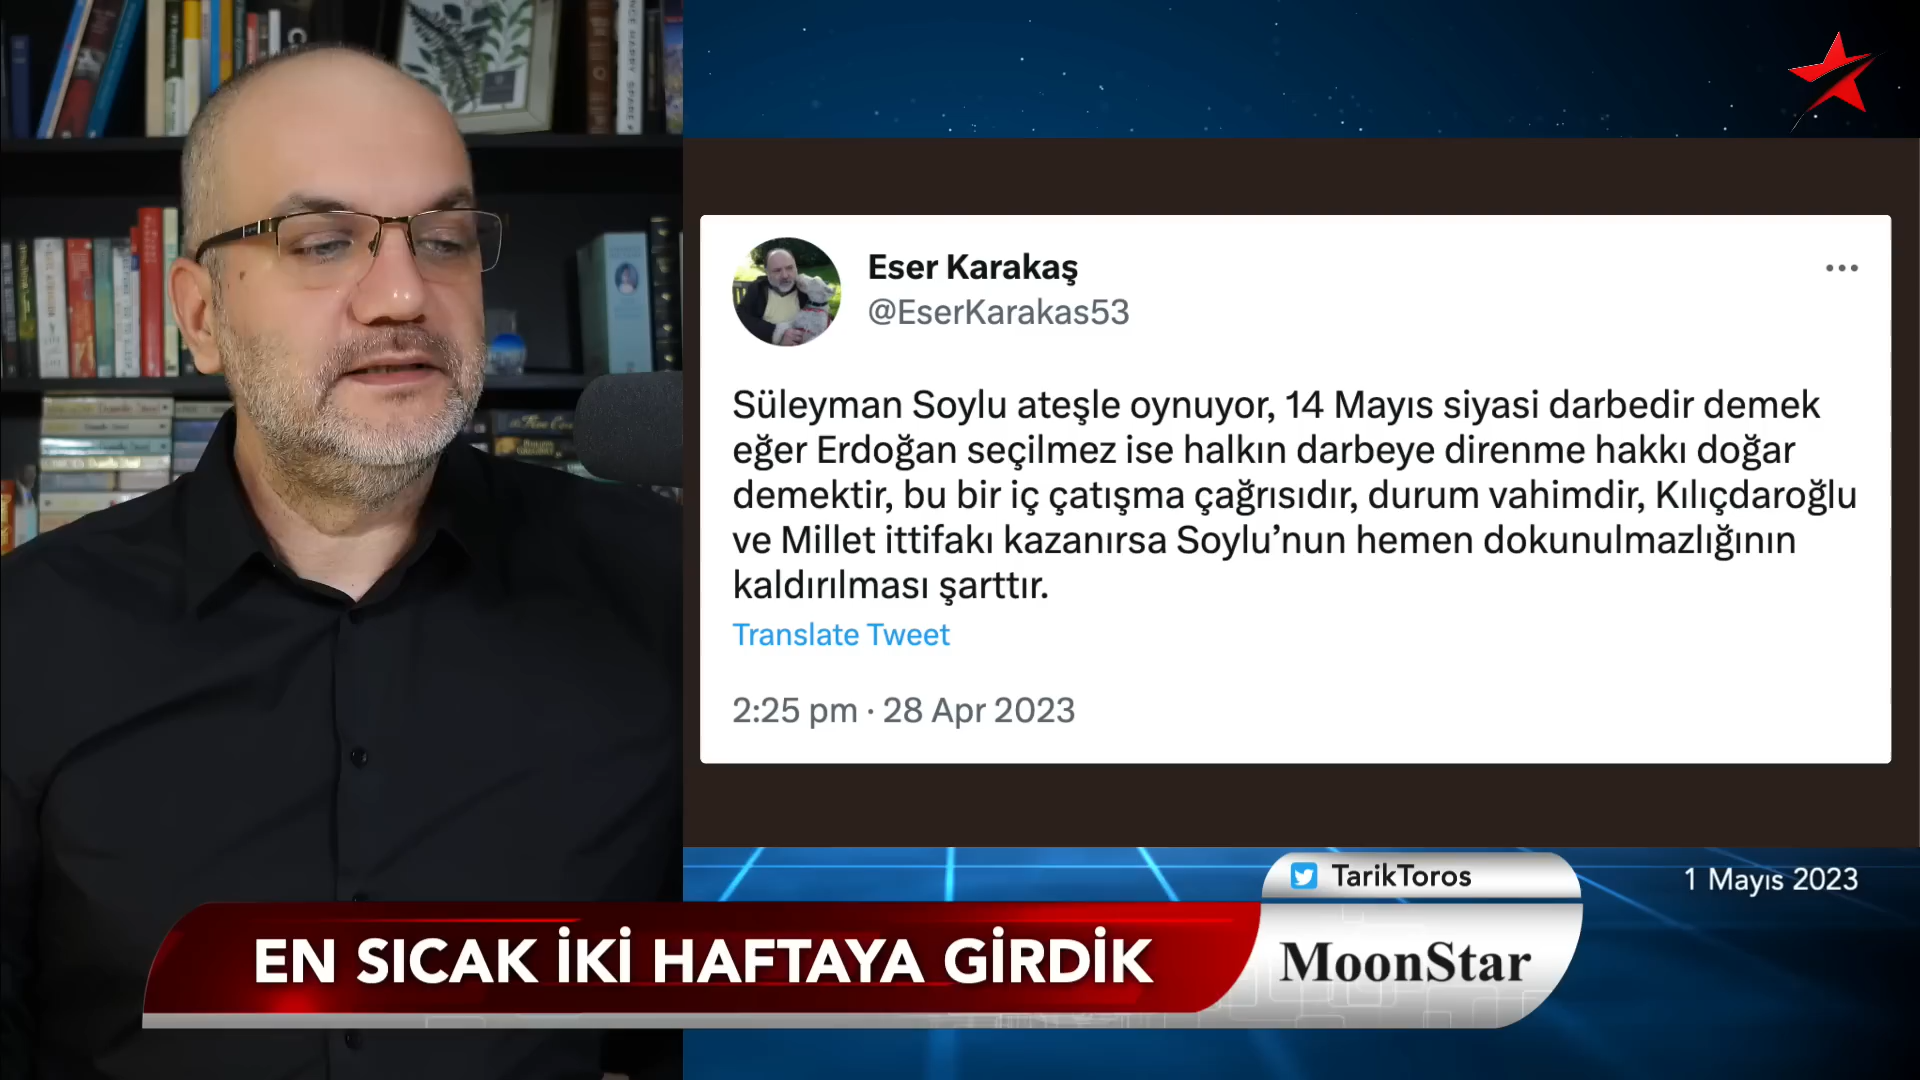 Eser Karakaş
@EserKarakas53
Süleyman Soylu ateşle oynuyor, 14 Mayıs siyasi darbedir demek
eğer Erdoğan seçilmez ise halkın darbeye direnme hakkı doğar
demektir, bu bir iç çatışma çağrısıdır, durum vahimdir, Kılıçdaroğlu
ve Millet ittifakı kazanırsa Soylu’nun hemen dokunulmazlığının
kaldırılması şarttır.
Translate Tweet
2:25 pm · 28 Apr 2023
TarikToros
1 Mayıs 2023
EN SICAK İKİ HAFTAYA GİRDİK
MoonStar